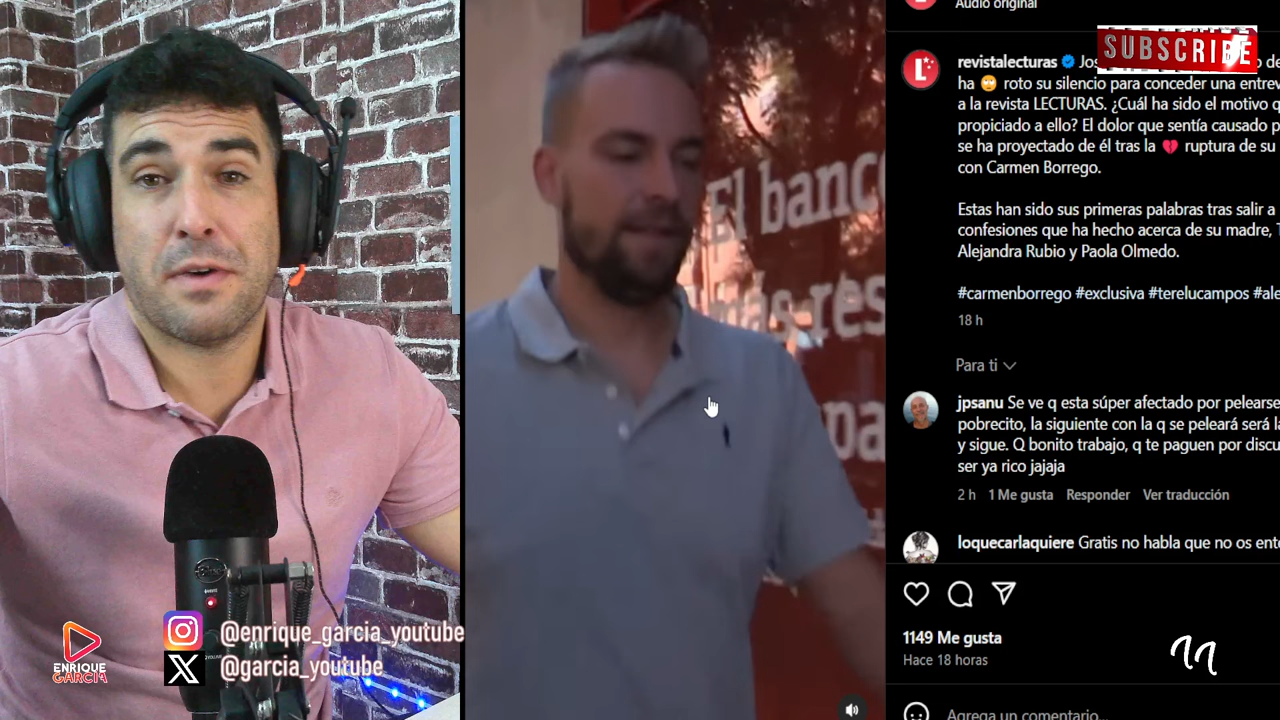 ENRIQUE
GARCIA
@enrique_garcia_youtube
@garcia_youtube
El banc
más res
pa
Audio original
SUBSCRIBE
revistalecturas Jos
ha 🙄 roto su silencio para conceder una entrev
a la revista LECTURAS. ¿Cuál ha sido el motivo q
propiciado a ello? El dolor que sentía causado p
se ha proyectado de él tras la 💔 ruptura de su
con Carmen Borrego.
Estas han sido sus primeras palabras tras salir a
confesiones que ha hecho acerca de su madre, T
Alejandra Rubio y Paola Olmedo.
#carmenborrego #exclusiva #terelucampos #ale
18 h
Para ti
jpsanu Se ve q esta súper afectado por pelearse
pobrecito, la siguiente con la q se peleará será la
y sigue. Q bonito trabajo, q te paguen por discu
ser ya rico jajaja
2 h 1 Me gusta Responder Ver traducción
loquecarlaquiere Gratis no habla que no os ente
1149 Me gusta
Hace 18 horas
Agrega un comentario...